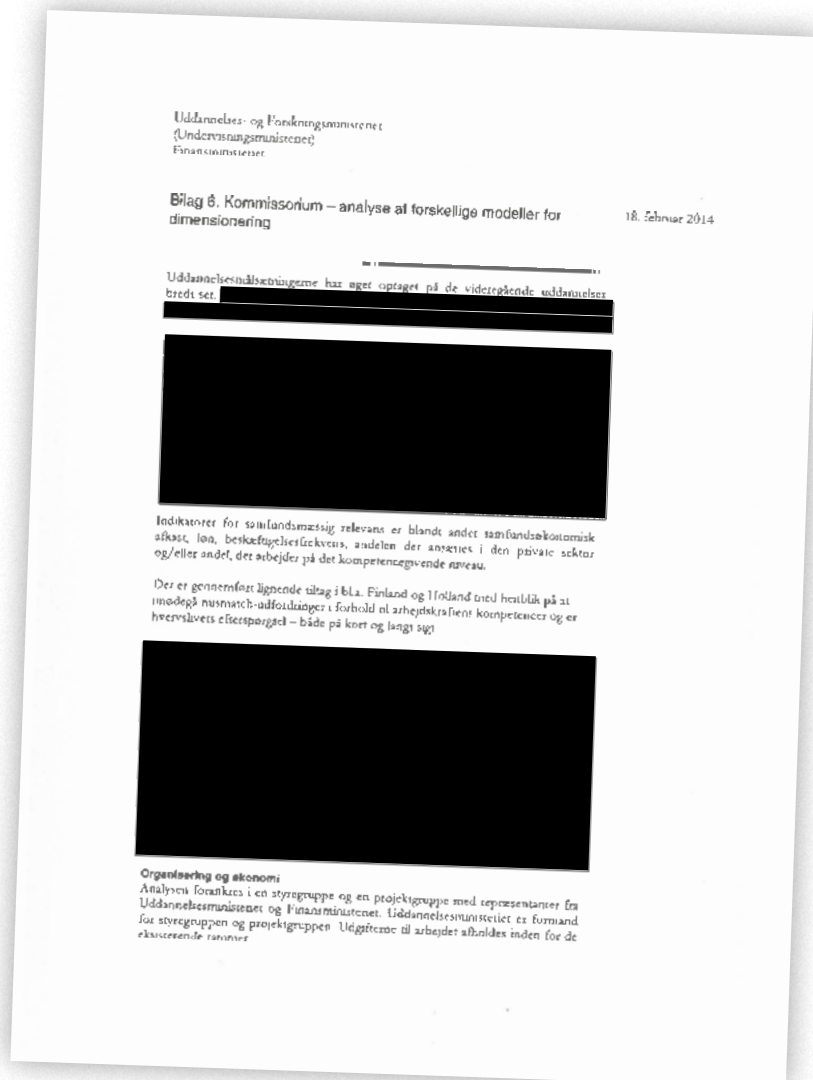 Uddannelses- og Forskningsministeriet
(Undervisningsministeriet)
Finansministeriet
Bilag 6. Kommissorium – analyse af forskellige modeller for
dimensionering
18. februar 2014
Uddannelsesmålsætningerne har øget optaget på de videregående uddannelser
bredt set.
Indikatorer for samfundsmæssig relevans er blandt andet samfundsøkonomisk
afkast, løn, beskæftigelsesfrekvens, andelen der ansættes i den private sektor
og/eller andel, der arbejder på det kompetencegivende niveau.
Der er gennemført lignende tiltag i bl.a. Finland og Holland med henblik på at
imødegå mismatch-udfordringer i forhold til arbejdskraftens kompetencer og er
hvervslivets efterspørgsel – både på kort og langt sigt
Organisering og økonomi
Analysen forankres i en styregruppe og en projektgruppe med repræsentanter fra
Uddannelsesministeriet og Finansministeriet. Uddannelsesministeriet er formand
for styregruppen og projektgruppen. Udgifterne til arbejdet afholdes inden for de
eksisterende rammer